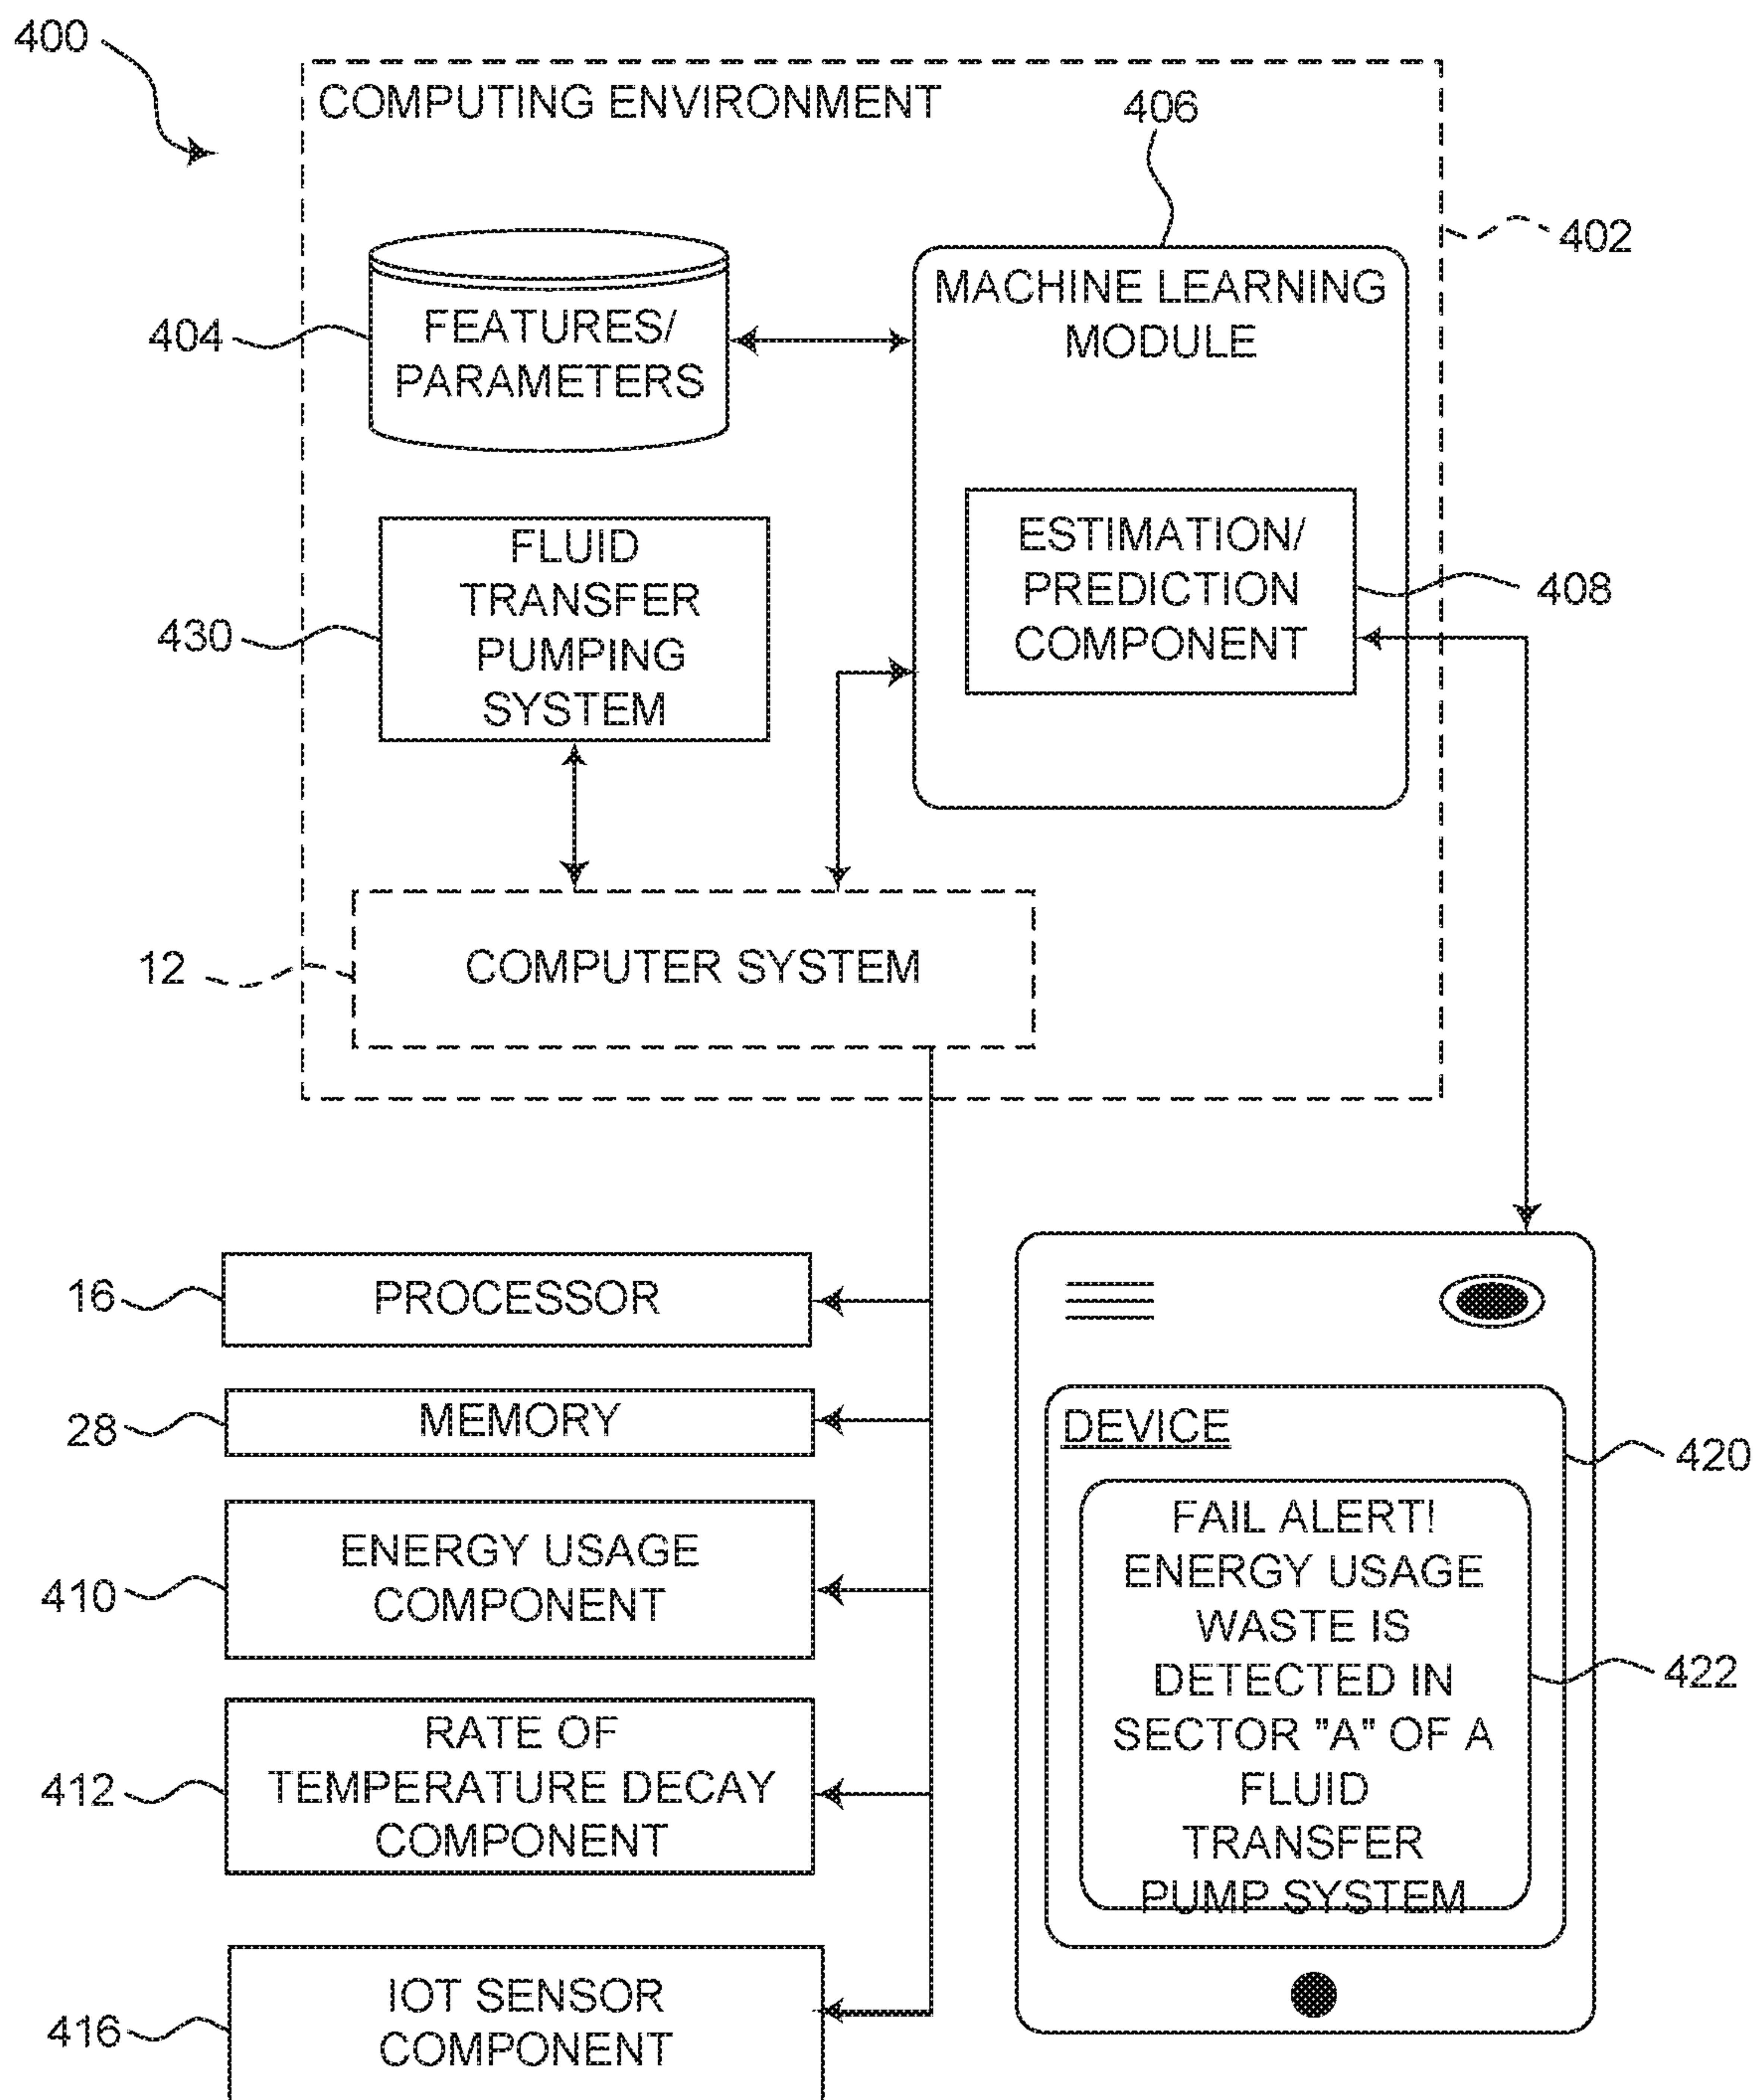 400
COMPUTING ENVIRONMENT
406
402
404
FEATURES/
PARAMETERS
MACHINE LEARNING
MODULE
430
FLUID
TRANSFER
PUMPING
SYSTEM
ESTIMATION/
PREDICTION
COMPONENT
408
12
COMPUTER SYSTEM
16
PROCESSOR
28
MEMORY
410
ENERGY USAGE
COMPONENT
412
RATE OF
TEMPERATURE DECAY
COMPONENT
416
IOT SENSOR
COMPONENT
DEVICE
420
FAIL ALERT!
ENERGY USAGE
WASTE IS
DETECTED IN
SECTOR "A" OF A
FLUID
TRANSFER
PUMP SYSTEM
422